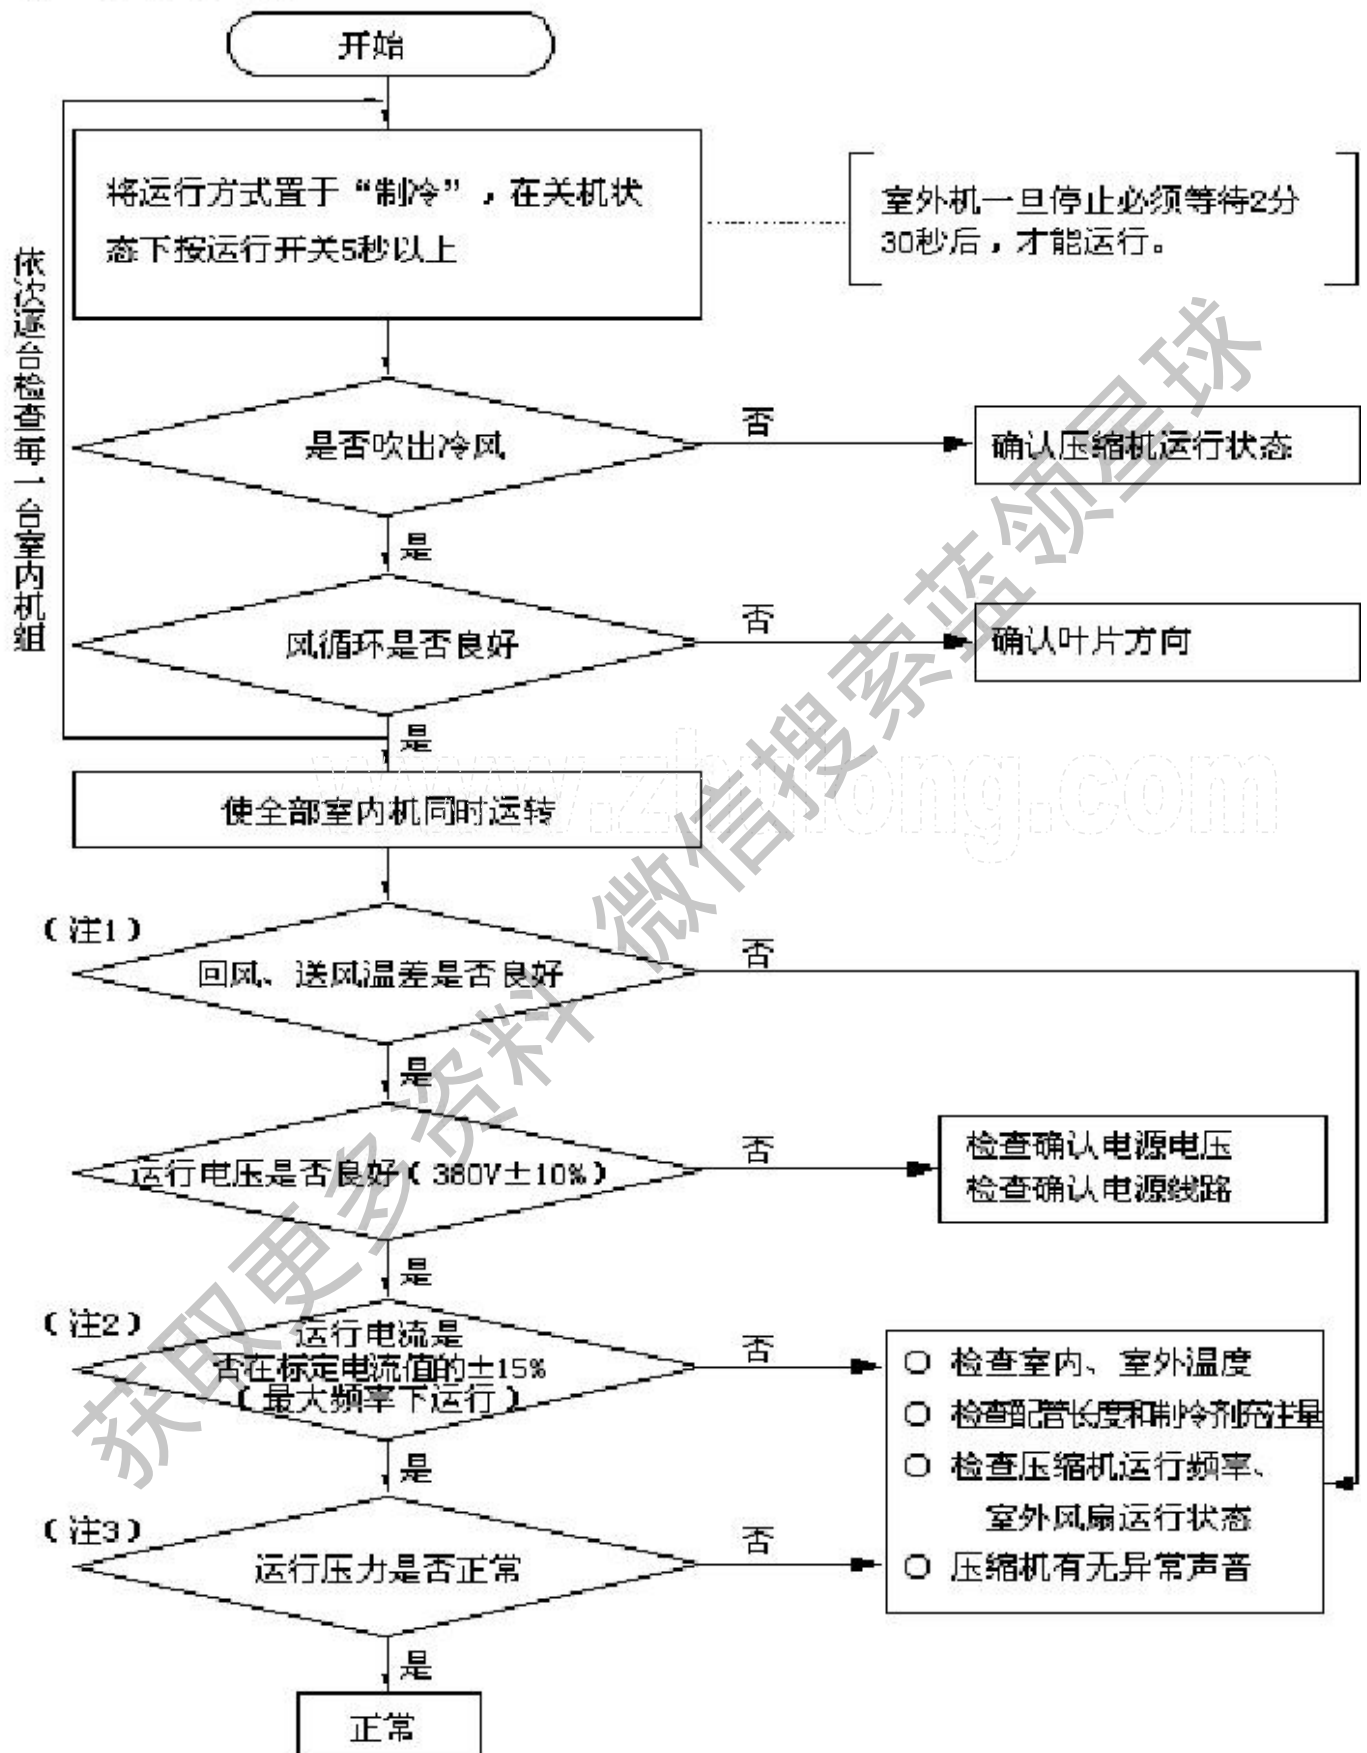 开始
将运行方式置于“制冷”，在关机状
态下按运行开关5秒以上
室外机一旦停止必须等待2分
30秒后，才能运行。
依次逐台检查每一台室内机组
是否吹出冷风
否
确认压缩机运行状态
是
风循环是否良好
否
确认叶片方向
是
使全部室内机同时运转
（注1）
回风、送风温差是否良好
否
是
运行电压是否良好（380V±10%）
否
检查确认电源电压
检查确认电源线路
是
（注2）
运行电流是
否在标定电流值的±15%
（最大频率下运行）
否
○ 检查室内、室外温度
○ 检查配管长度和制冷剂充注量
○ 检查压缩机运行频率、
室外风扇运行状态
○ 压缩机有无异常声音
是
（注3）
运行压力是否正常
否
是
正常
获取更多资料 微信搜索蓝领星球
www.zhulong.com